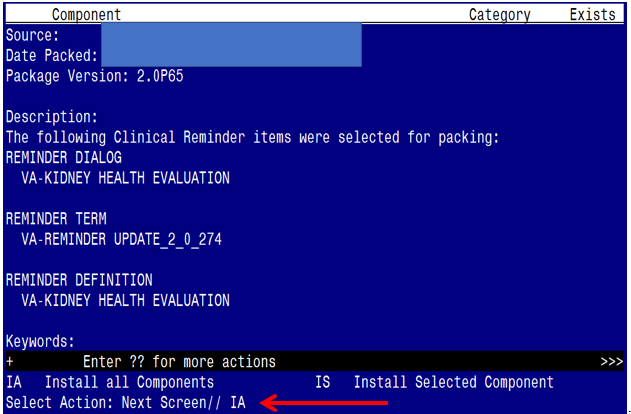 Component Category Exists
Source:
Date Packed:
Package Version: 2.0P65
Description:
The following Clinical Reminder items were selected for packing:
REMINDER DIALOG
VA-KIDNEY HEALTH EVALUATION
REMINDER TERM
VA-REMINDER UPDATE_2_0_274
REMINDER DEFINITION
VA-KIDNEY HEALTH EVALUATION
Keywords:
+ Enter ?? for more actions >>>
IA Install all Components IS Install Selected Component
Select Action: Next Screen// IA